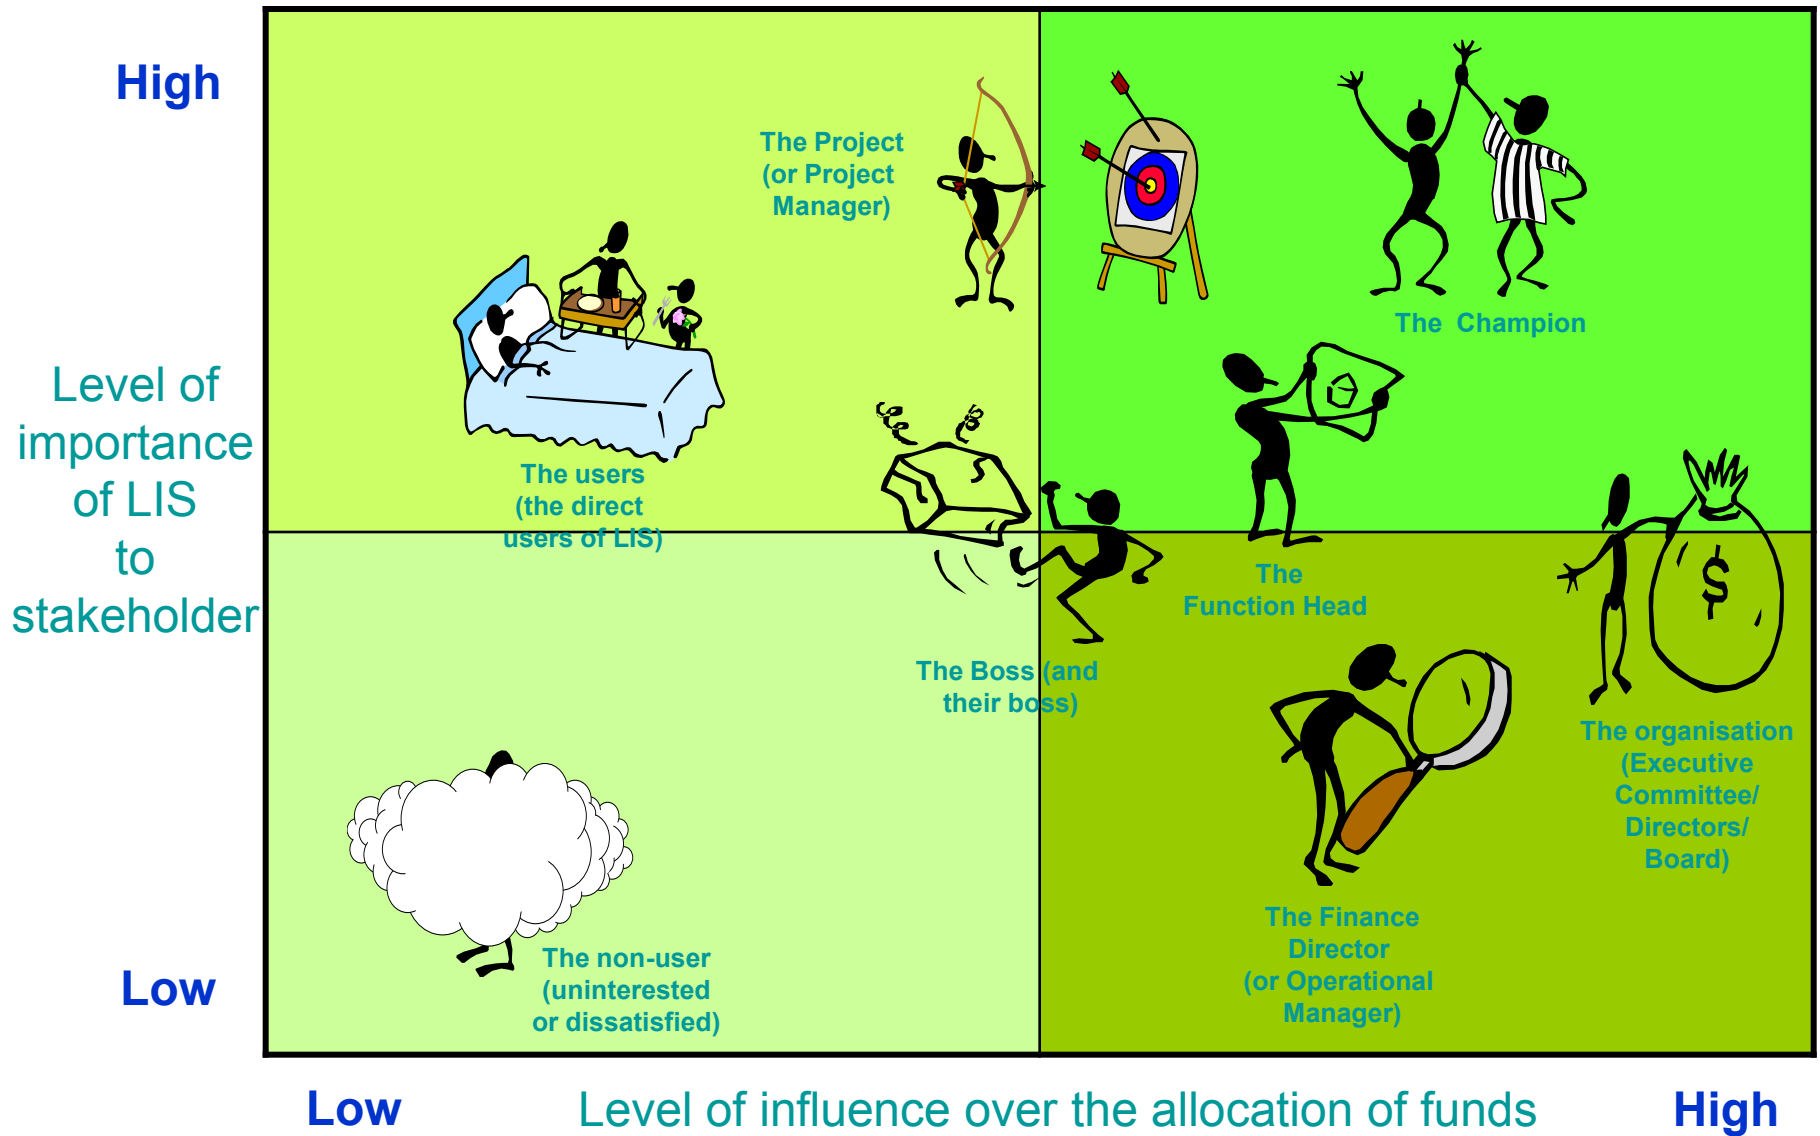 High
The Project
(or Project
Manager)
The Champion
Level of
importance
of LIS
to
stakeholder
The users
(the direct
users of LIS)
The
Function Head
$
The Boss (and
their boss)
The organisation
(Executive
Committee/
Directors/
Board)
The Finance
Director
(or Operational
Manager)
The non-user
(uninterested
or dissatisfied)
Low
Low
Level of influence over the allocation of funds
High